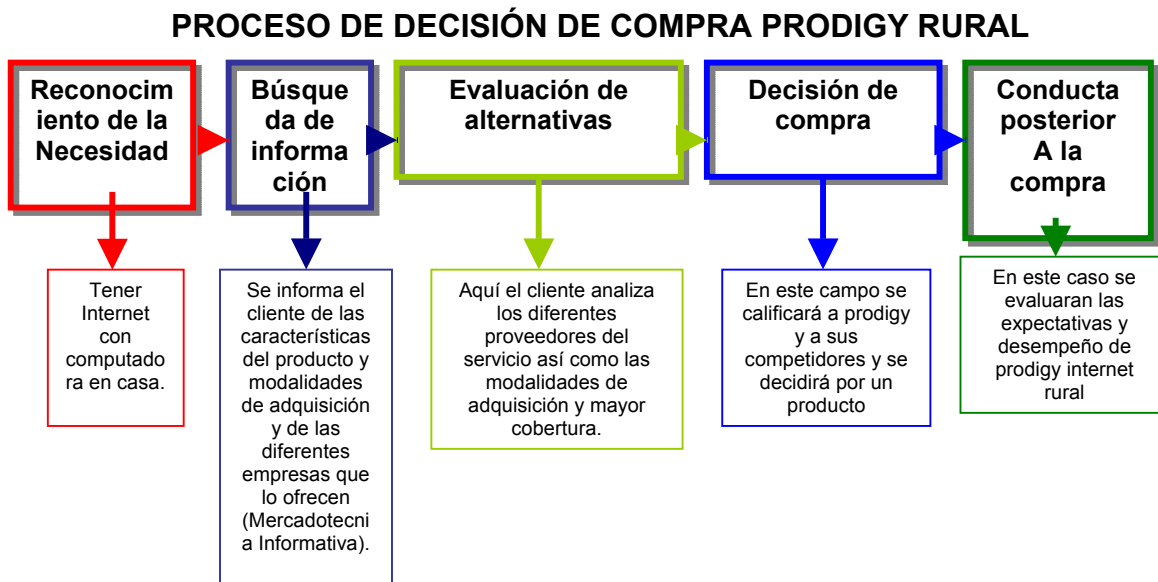 PROCESO DE DECISIÓN DE COMPRA PRODIGY RURAL
Reconocim
iento de la
Necesidad
Búsque
da de
informa
ción
Evaluación de
alternativas
Decisión de
compra
Conducta
posterior
A la
compra
Tener
Internet
con
computado
ra en casa.
Se informa el
cliente de las
características
del producto y
modalidades
de adquisición
y de las
diferentes
empresas que
lo ofrecen
(Mercadotecni
a Informativa).
Aquí el cliente analiza
los diferentes
proveedores del
servicio así como las
modalidades de
adquisición y mayor
cobertura.
En este campo se
calificará a prodigy
y a sus
competidores y se
decidirá por un
producto
En este caso se
evaluaran las
expectativas y
desempeño de
prodigy internet
rural